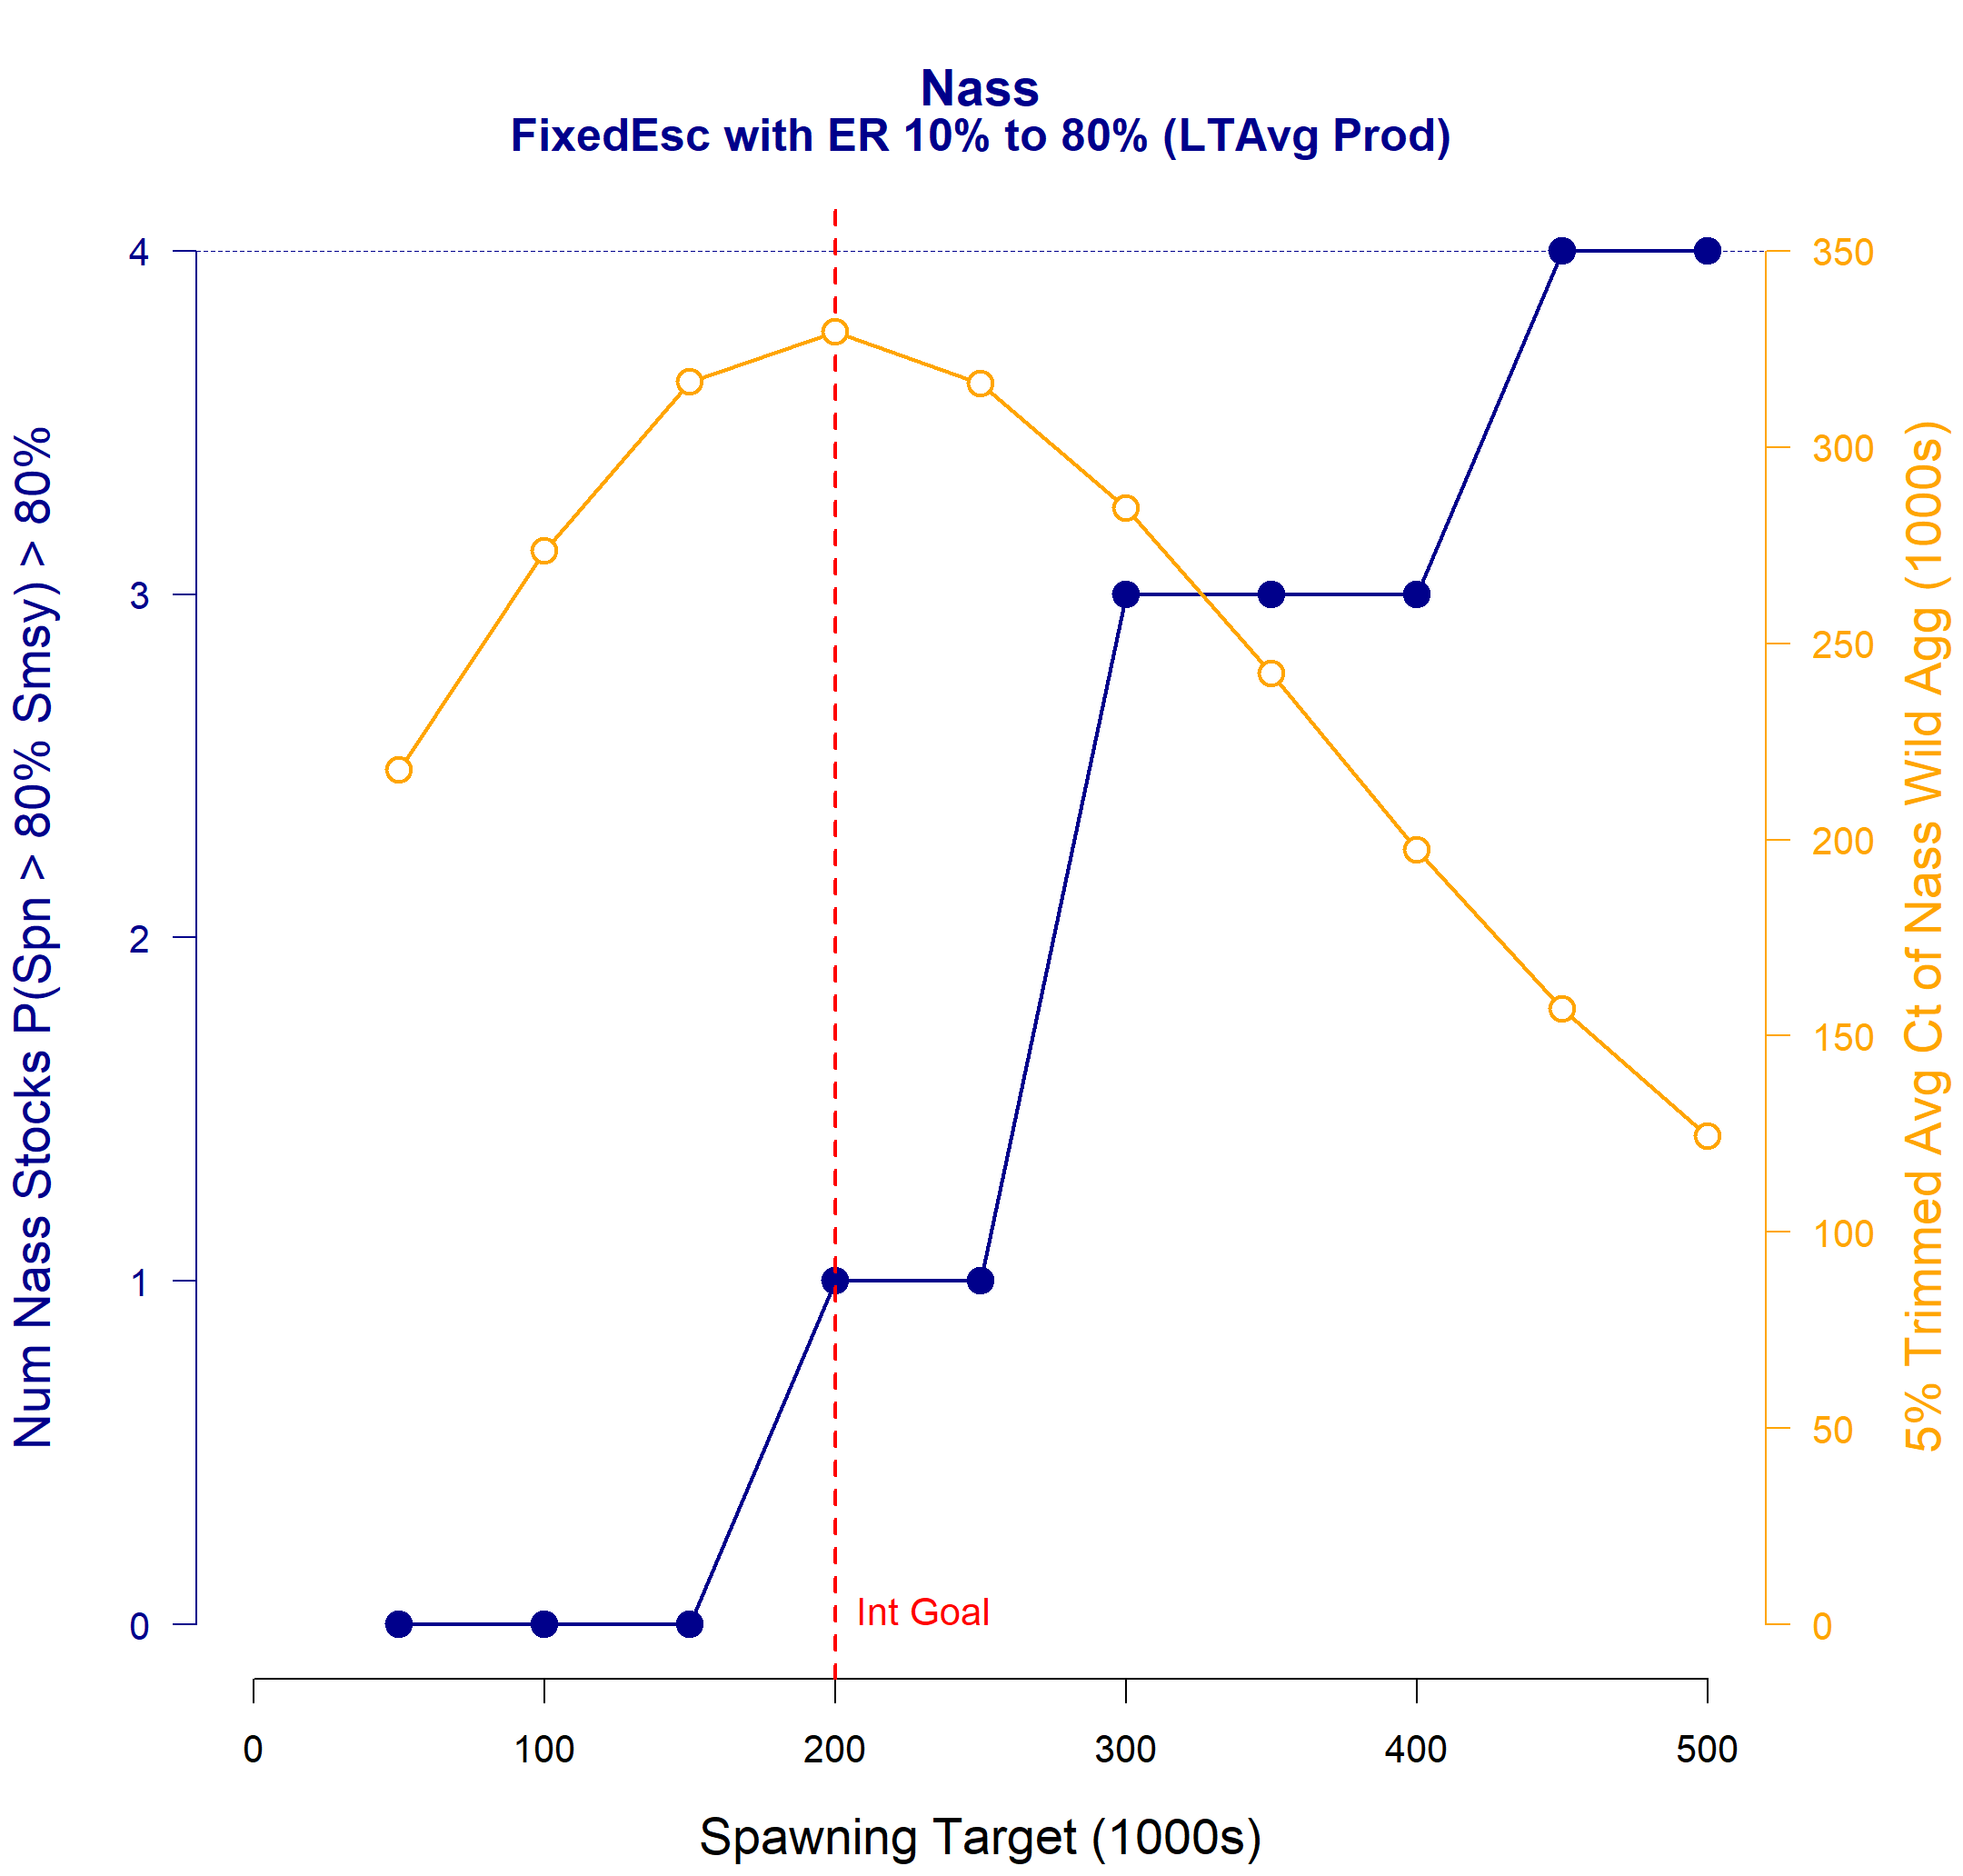 Nass
FixedEsc with ER 10% to 80% (LTAvg Prod)
Num Nass Stocks P(Spn > 80% Smsy) > 80%
4
3
2
1
0
350
300
250
200
150
100
50
0
5% Trimmed Avg Ct of Nass Wild Agg (1000s)
Int Goal
0 100 200 300 400 500
Spawning Target (1000s)